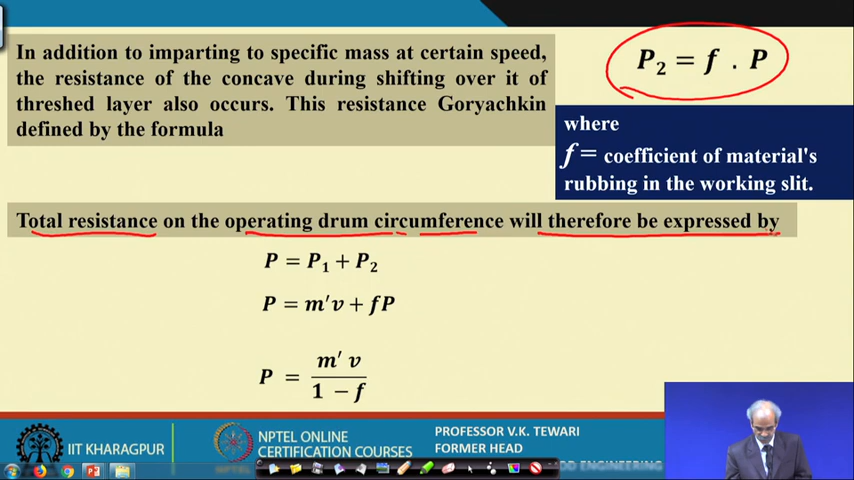 In addition to imparting to specific mass at certain speed,
the resistance of the concave during shifting over it of
threshed layer also occurs. This resistance Goryachkin
defined by the formula
P₂ = f . P
where
f = coefficient of material's
rubbing in the working slit.
Total resistance on the operating drum circumference will therefore be expressed by
P = P₁ + P₂
P = m′v + fP
P = m′ v / 1 − f
IIT KHARAGPUR
NPTEL ONLINE
CERTIFICATION COURSES
NPTEL
PROFESSOR V.K. TEWARI
FORMER HEAD
ENGINEERING